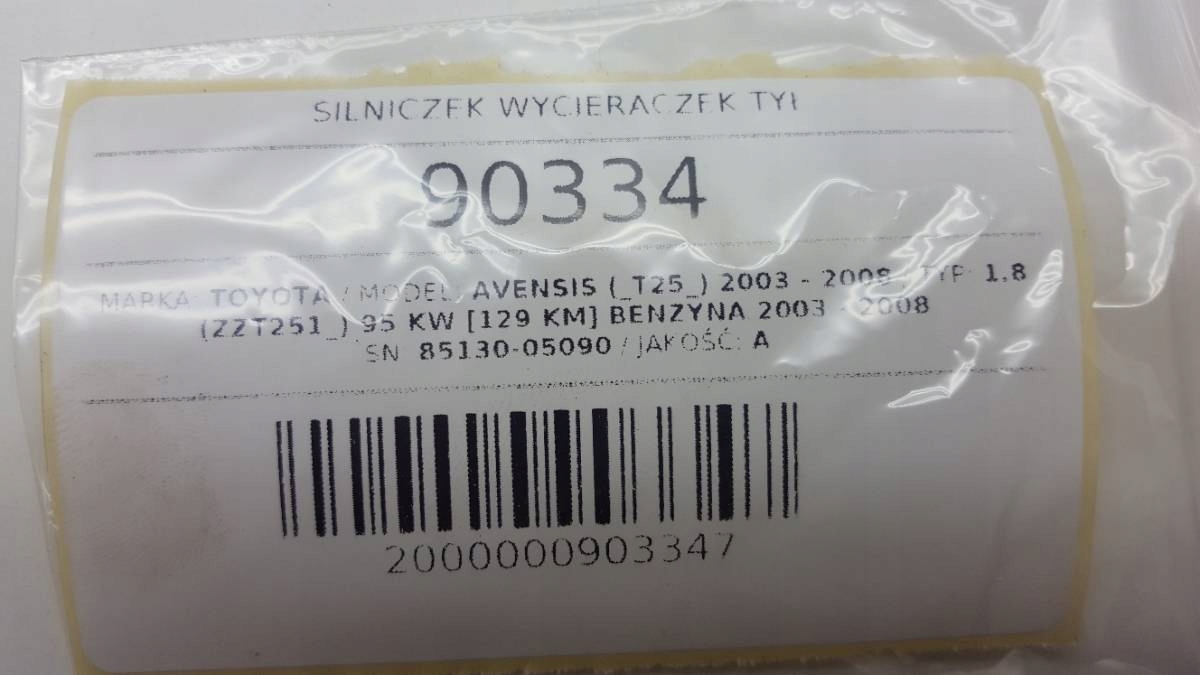 SILNICZEK WYCIERACZEK TYŁ
90334
MARKA: TOYOTA / MODEL: AVENSIS (_T25_) 2003 - 2008 / TYP: 1.8
(ZZT251_) 95 KW [129 KM] BENZYNA 2003 - 2008
SN: 85130-05090 / JAKOŚĆ: A
2000000903347